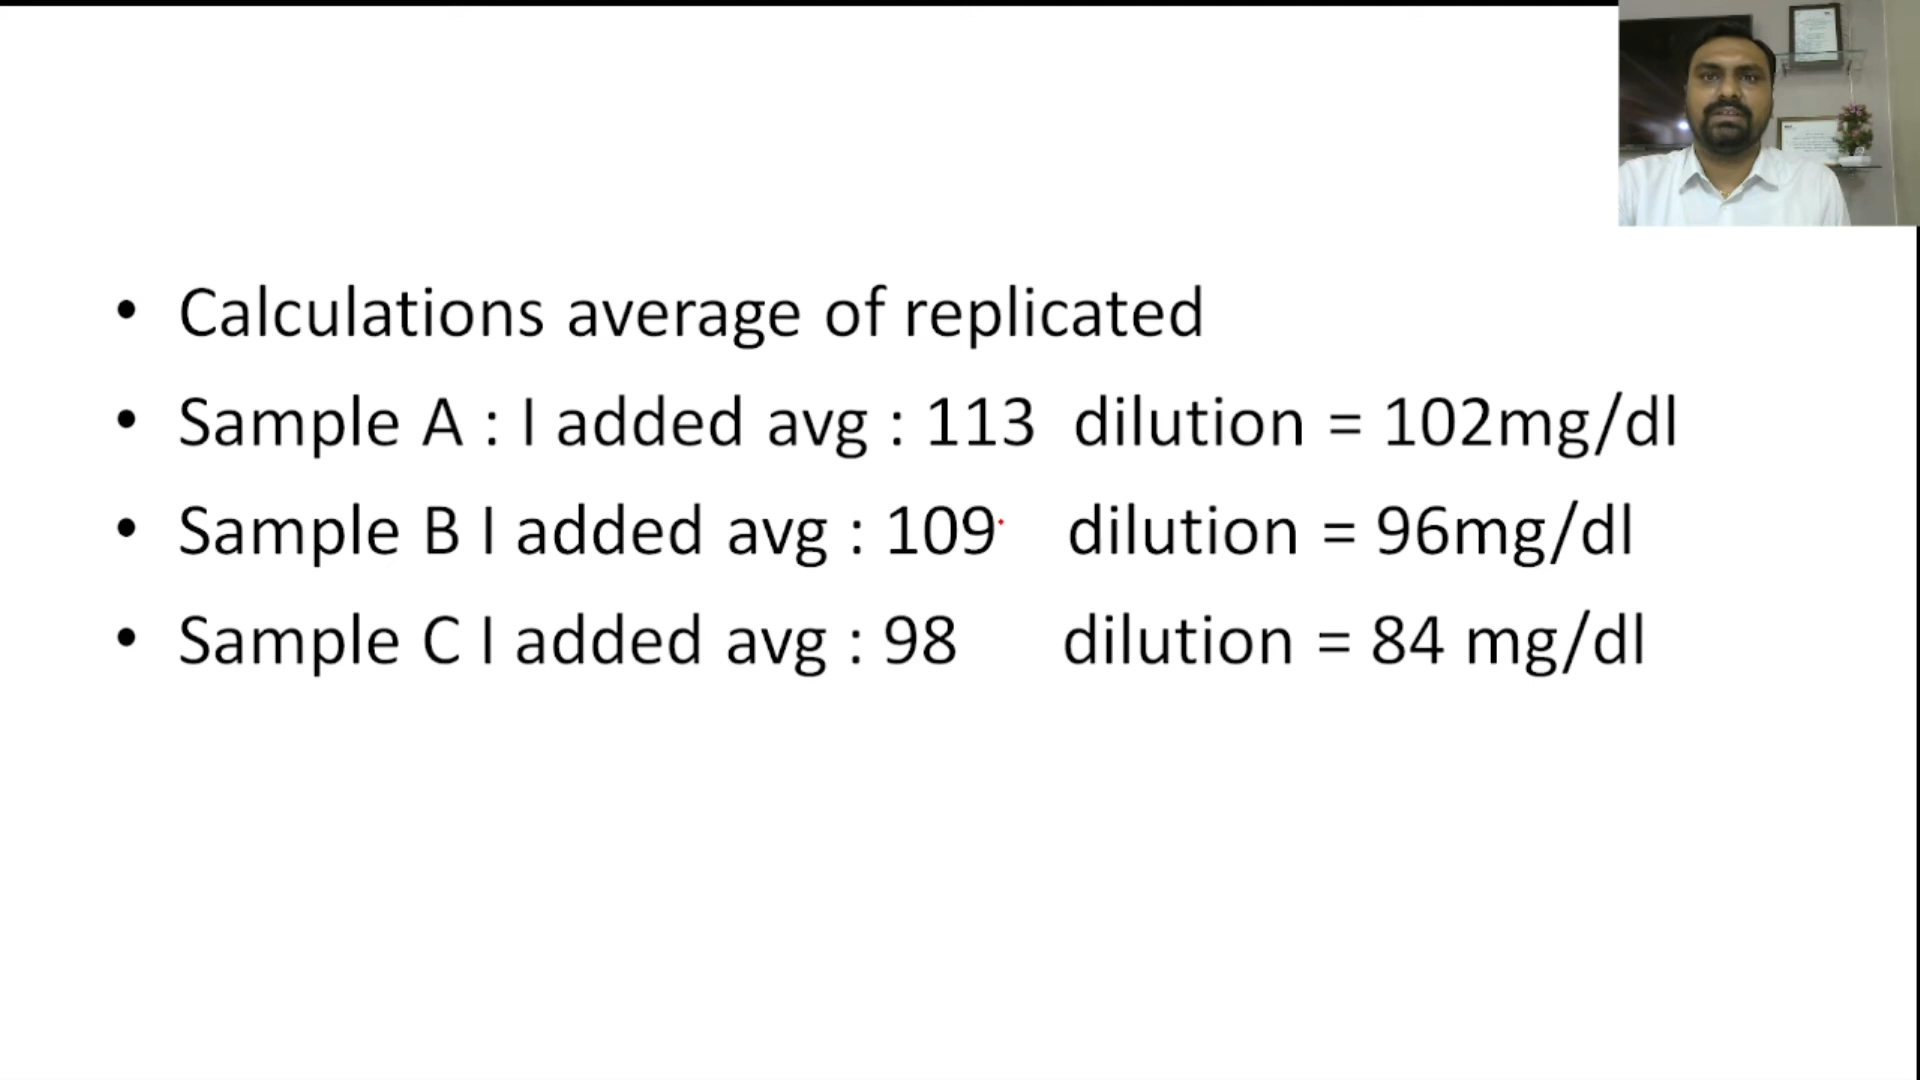 Calculations average of replicated
Sample A : I added avg : 113 dilution = 102mg/dl
Sample B I added avg : 109 dilution = 96mg/dl
Sample C I added avg : 98 dilution = 84 mg/dl